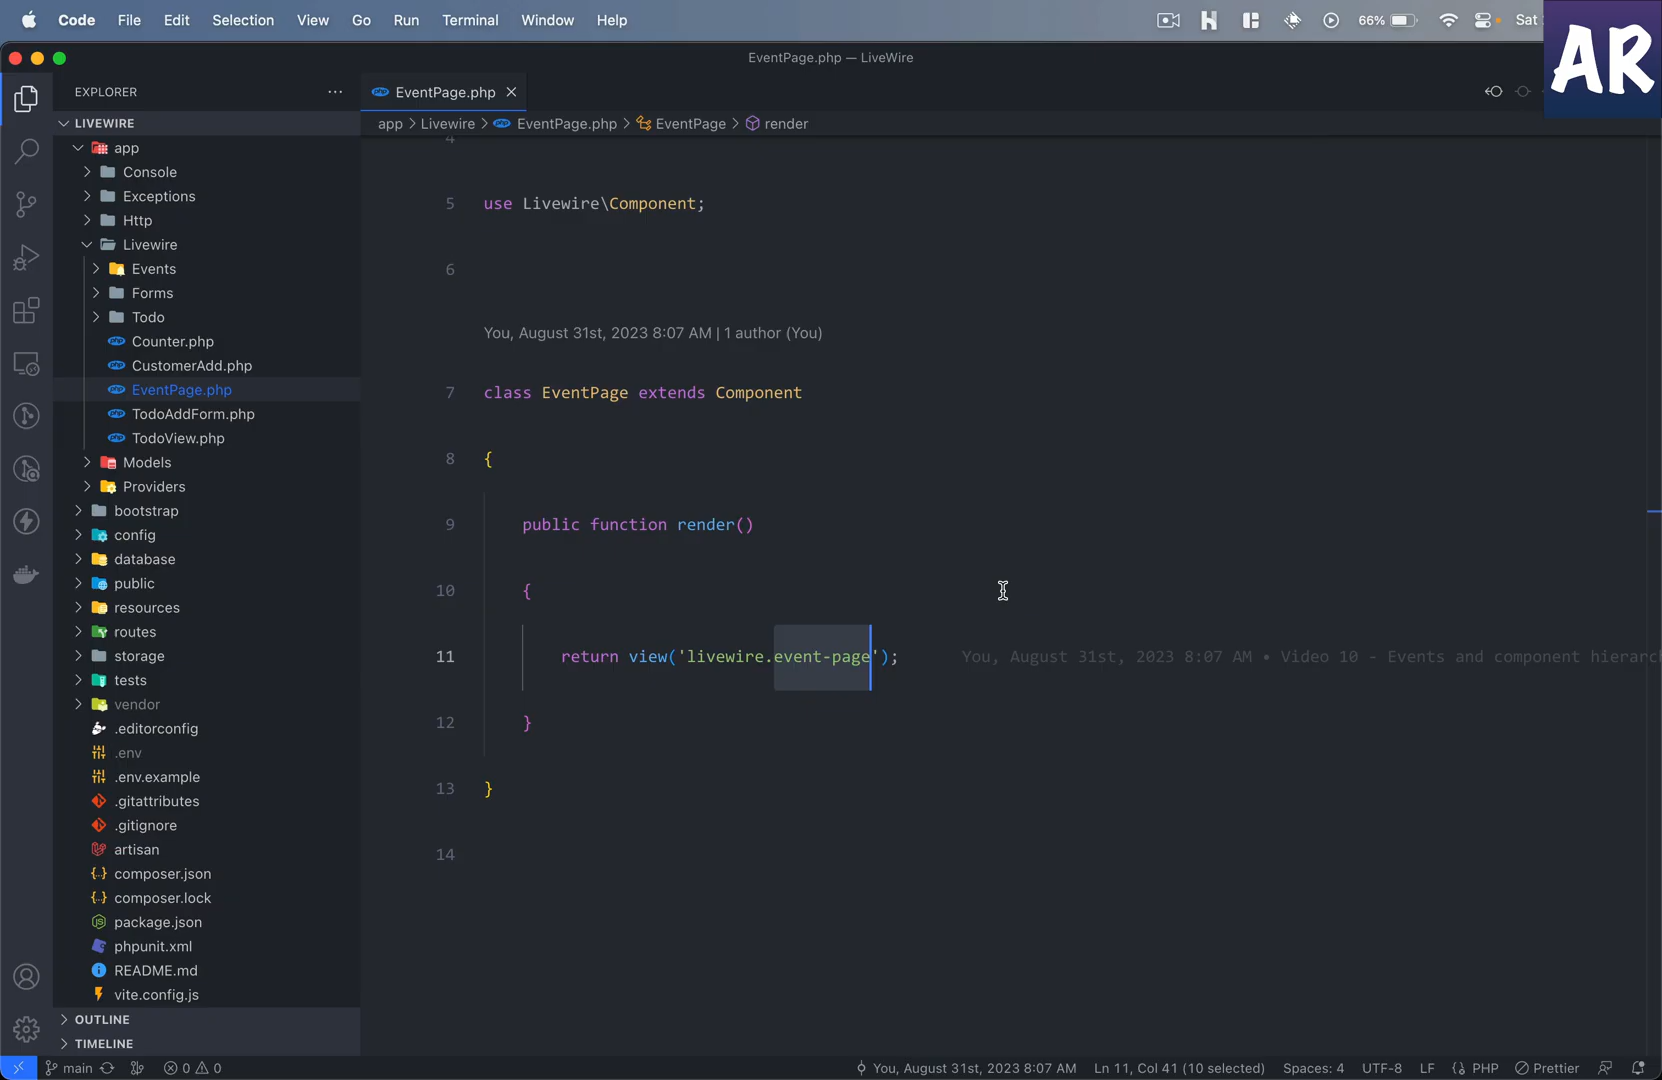 Code File Edit Selection View Go Run Terminal Window Help 66% Sat
AR
EventPage.php — LiveWire
EXPLORER
EventPage.php
LIVEWIRE
app > Livewire > EventPage.php > EventPage > render
app
Console
Exceptions
Http
Livewire
Events
Forms
Todo
Counter.php
CustomerAdd.php
EventPage.php
TodoAddForm.php
TodoView.php
Models
Providers
bootstrap
config
database
public
resources
routes
storage
tests
vendor
.editorconfig
.env
.env.example
.gitattributes
.gitignore
artisan
composer.json
composer.lock
package.json
phpunit.xml
README.md
vite.config.js
OUTLINE
TIMELINE
4
5 use Livewire\Component;
6
You, August 31st, 2023 8:07 AM | 1 author (You)
7 class EventPage extends Component
8 {
9 public function render()
10 {
11 return view('livewire.event-page'); You, August 31st, 2023 8:07 AM • Video 10 - Events and component hierarch
12 }
13 }
14
main 0 0 You, August 31st, 2023 8:07 AM Ln 11, Col 41 (10 selected) Spaces: 4 UTF-8 LF PHP Prettier